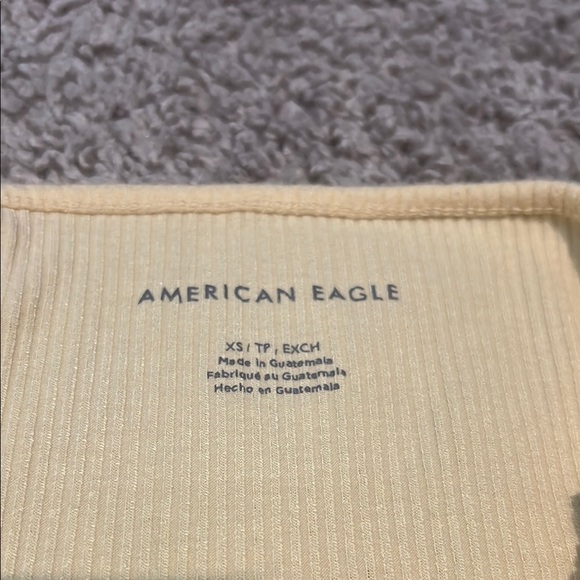 AMERICAN EAGLE
XS / TP / EXCH
Made in Guatemala
Fabriqué au Guatemala
Hecho en Guatemala